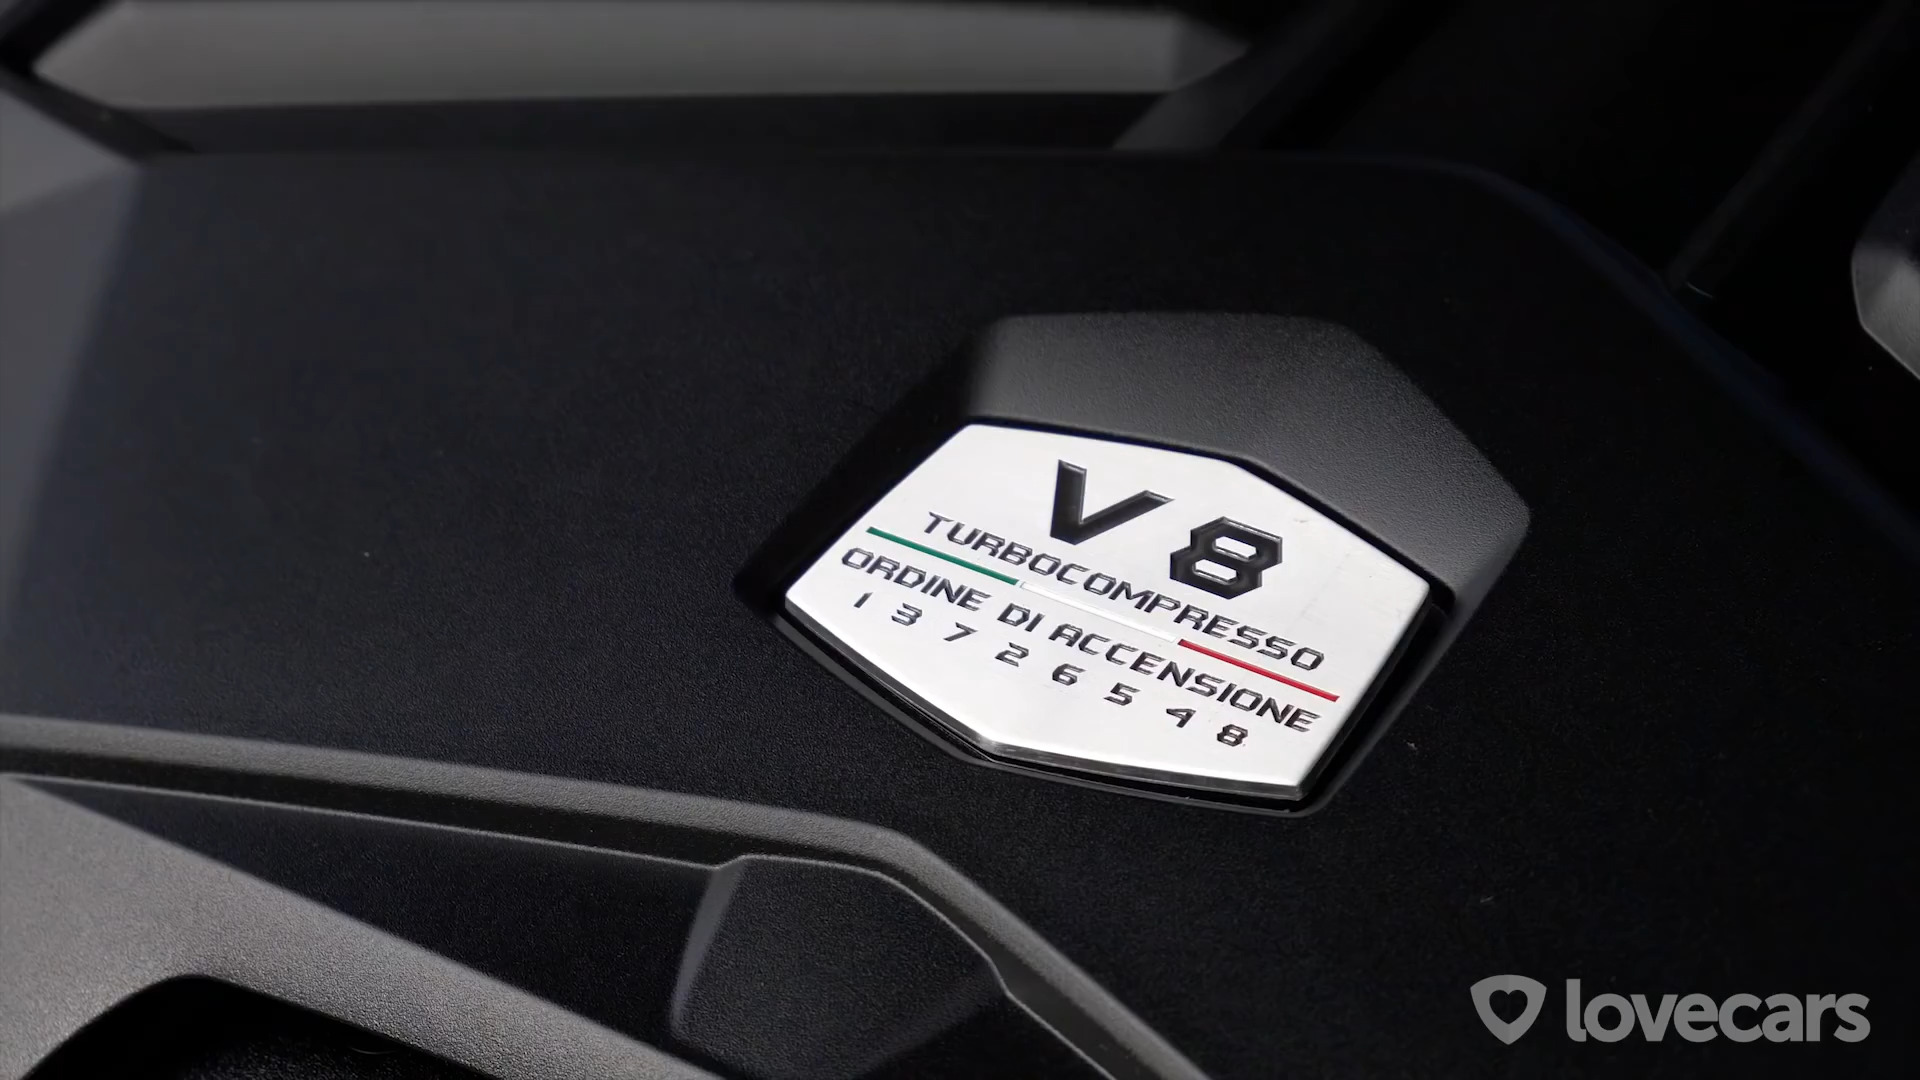 V8
TURBOCOMPRESSO
ORDINE DI ACCENSIONE
1 3 7 2 6 5 4 8
lovecars